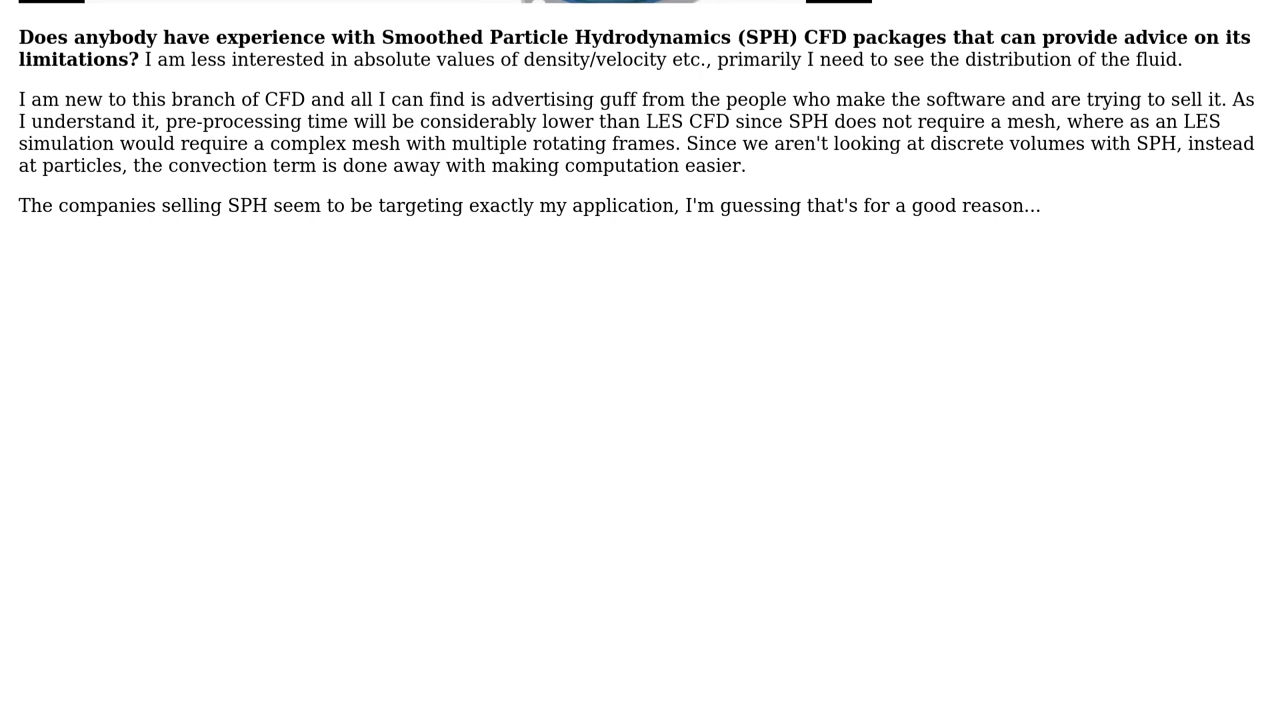 Does anybody have experience with Smoothed Particle Hydrodynamics (SPH) CFD packages that can provide advice on its
limitations? I am less interested in absolute values of density/velocity etc., primarily I need to see the distribution of the fluid.
I am new to this branch of CFD and all I can find is advertising guff from the people who make the software and are trying to sell it. As
I understand it, pre-processing time will be considerably lower than LES CFD since SPH does not require a mesh, where as an LES
simulation would require a complex mesh with multiple rotating frames. Since we aren't looking at discrete volumes with SPH, instead
at particles, the convection term is done away with making computation easier.
The companies selling SPH seem to be targeting exactly my application, I'm guessing that's for a good reason...